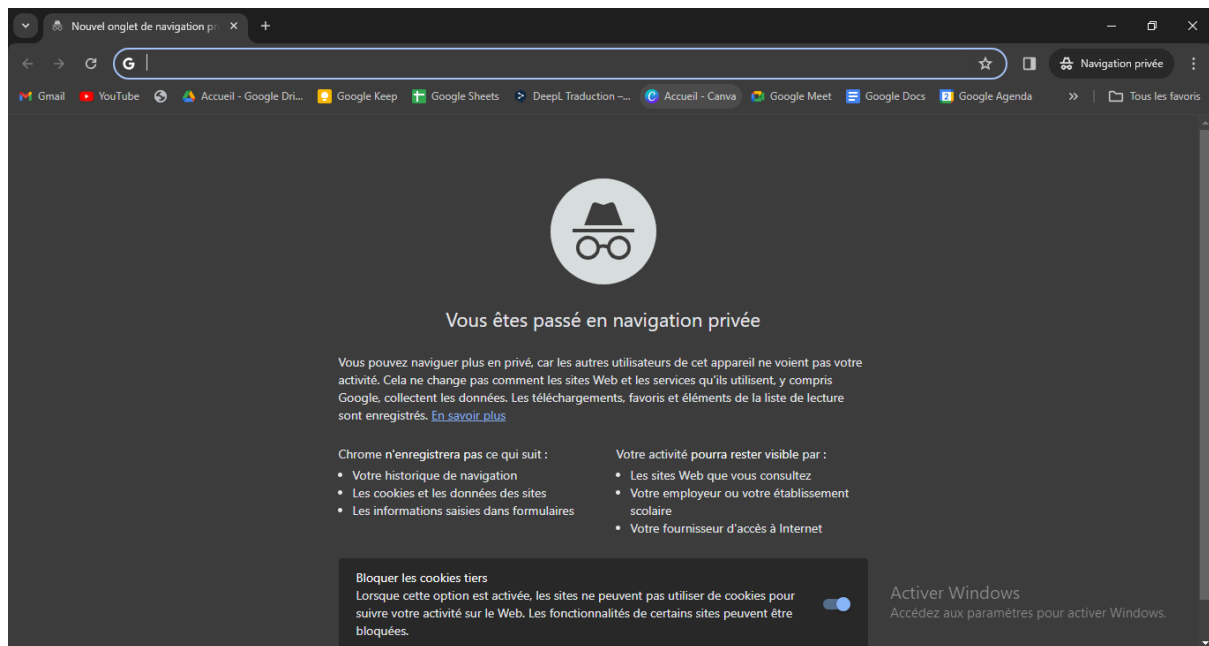 Nouvel onglet de navigation pr
G
Navigation privée
Gmail
YouTube
Accueil - Google Dri...
Google Keep
Google Sheets
DeepL Traduction –...
Accueil - Canva
Google Meet
Google Docs
2
Google Agenda
Tous les favoris
Vous êtes passé en navigation privée
Vous pouvez naviguer plus en privé, car les autres utilisateurs de cet appareil ne voient pas votre
activité. Cela ne change pas comment les sites Web et les services qu'ils utilisent, y compris
Google, collectent les données. Les téléchargements, favoris et éléments de la liste de lecture
sont enregistrés. En savoir plus
Chrome n'enregistrera pas ce qui suit :
• Votre historique de navigation
• Les cookies et les données des sites
• Les informations saisies dans formulaires
Votre activité pourra rester visible par :
• Les sites Web que vous consultez
• Votre employeur ou votre établissement
scolaire
• Votre fournisseur d'accès à Internet
Bloquer les cookies tiers
Lorsque cette option est activée, les sites ne peuvent pas utiliser de cookies pour
suivre votre activité sur le Web. Les fonctionnalités de certains sites peuvent être
bloquées.
Activer Windows
Accédez aux paramètres pour activer Windows.